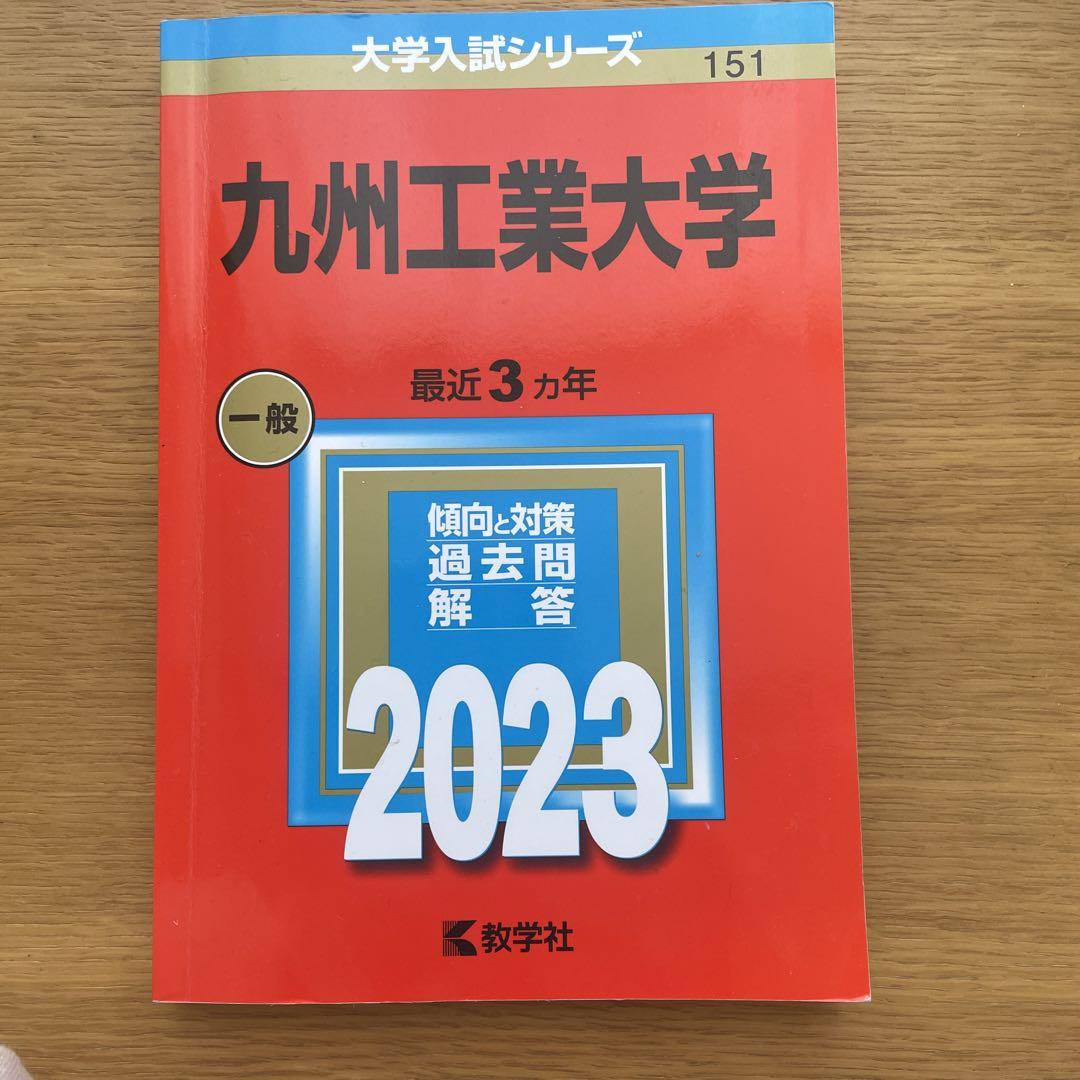 大学入試シリーズ
151
九州工業大学
最近3カ年
一般
傾向と対策
過去問
解答
2023
教学社